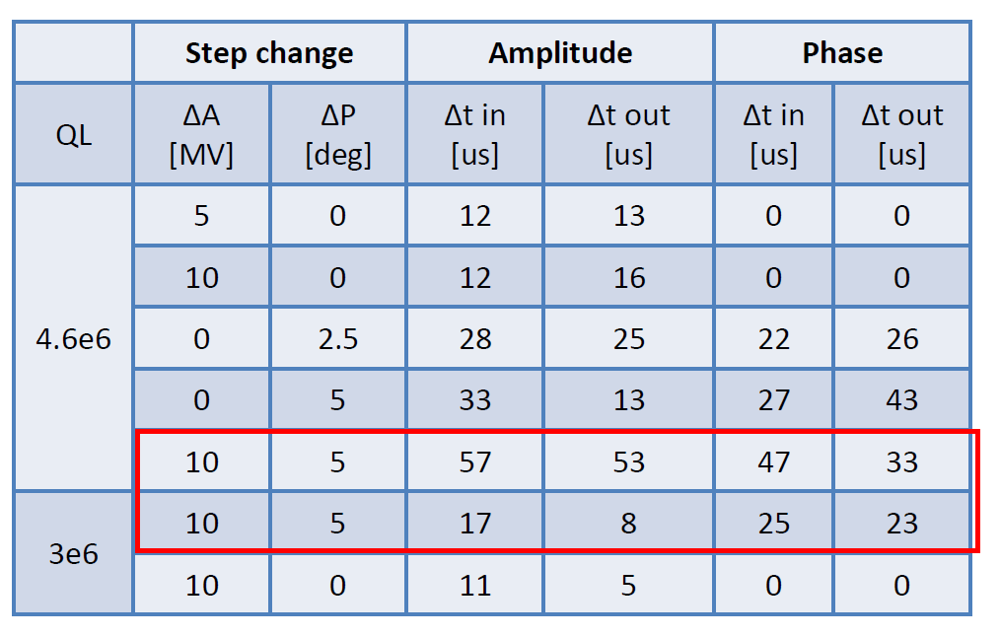 Step change Amplitude Phase
QL ΔA [MV] ΔP [deg] Δt in [us] Δt out [us] Δt in [us] Δt out [us]
4.6e6
5 0 12 13 0 0
10 0 12 16 0 0
0 2.5 28 25 22 26
0 5 33 13 27 43
10 5 57 53 47 33
3e6
10 5 17 8 25 23
10 0 11 5 0 0